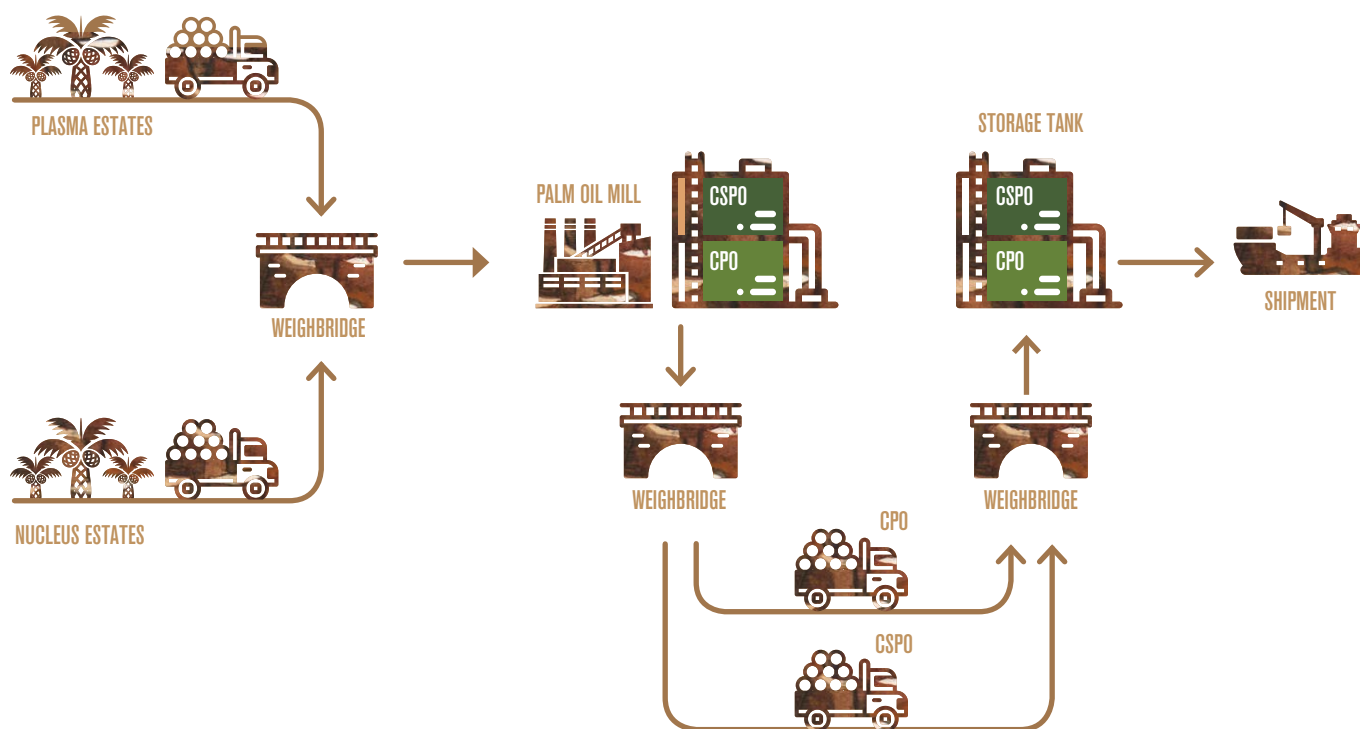 PLASMA ESTATES
STORAGE TANK
PALM OIL MILL
CSPO
CPO
CSPO
CPO
SHIPMENT
WEIGHBRIDGE
WEIGHBRIDGE
WEIGHBRIDGE
NUCLEUS ESTATES
CPO
CSPO